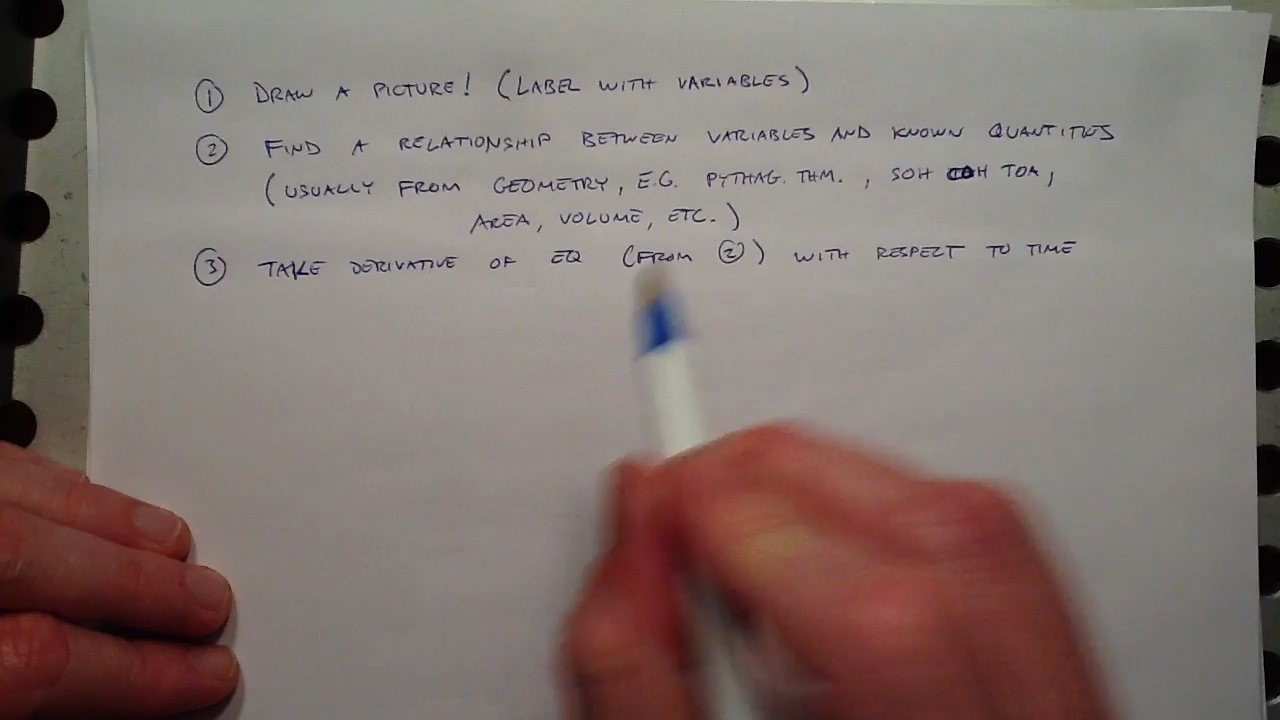 ① DRAW A PICTURE! (LABEL WITH VARIABLES)
② FIND A RELATIONSHIP BETWEEN VARIABLES AND KNOWN QUANTITIES
(USUALLY FROM GEOMETRY, E.G. PYTHAG. THM., SOH CAH TOA,
AREA, VOLUME, ETC.)
③ TAKE DERIVATIVE OF EQ (FROM ②) WITH RESPECT TO TIME